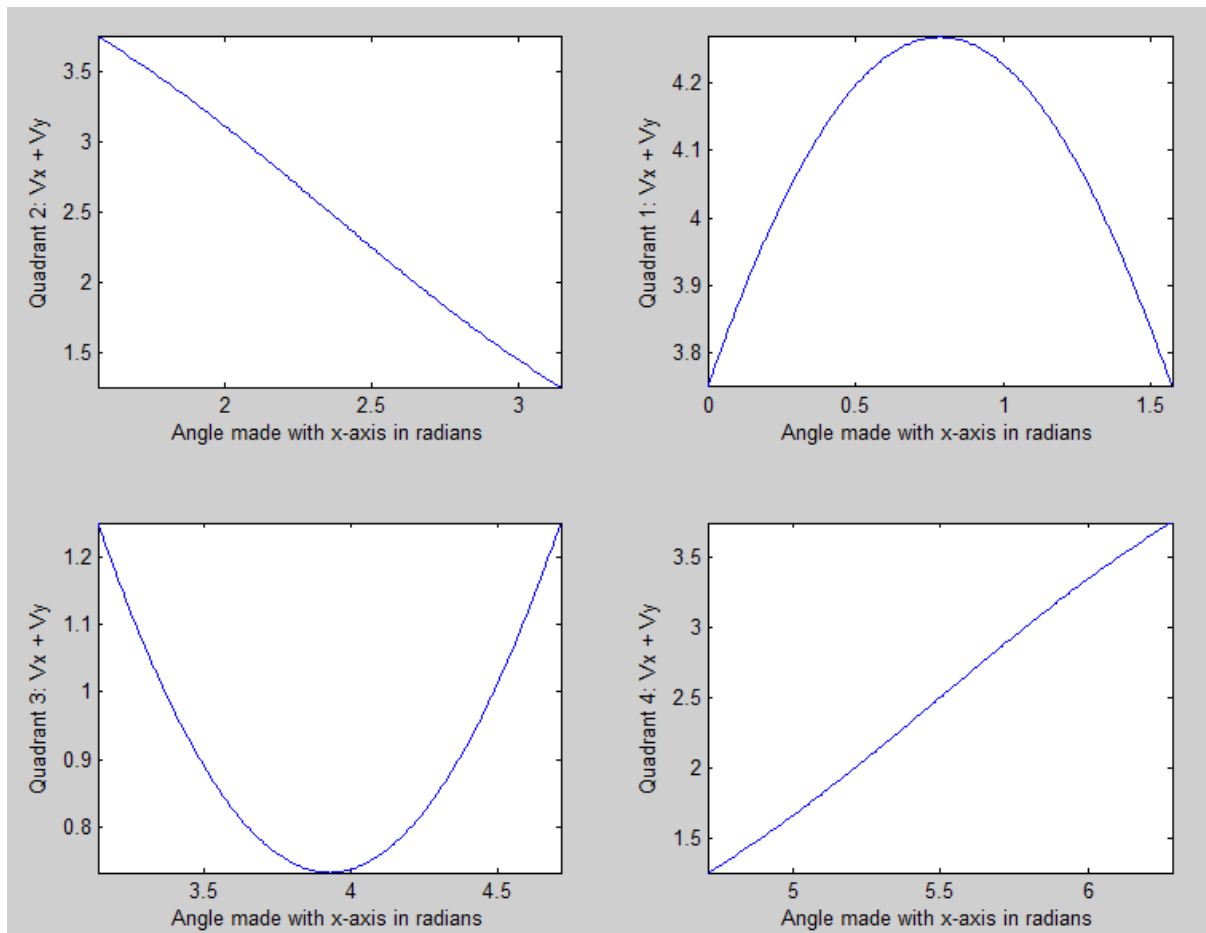 Quadrant 2: Vx + Vy
3.5
3
2.5
2
1.5
2 2.5 3
Angle made with x-axis in radians
Quadrant 1: Vx + Vy
4.2
4.1
4
3.9
3.8
0 0.5 1 1.5
Angle made with x-axis in radians
Quadrant 3: Vx + Vy
1.2
1.1
1
0.9
0.8
3.5 4 4.5
Angle made with x-axis in radians
Quadrant 4: Vx + Vy
3.5
3
2.5
2
1.5
5 5.5 6
Angle made with x-axis in radians